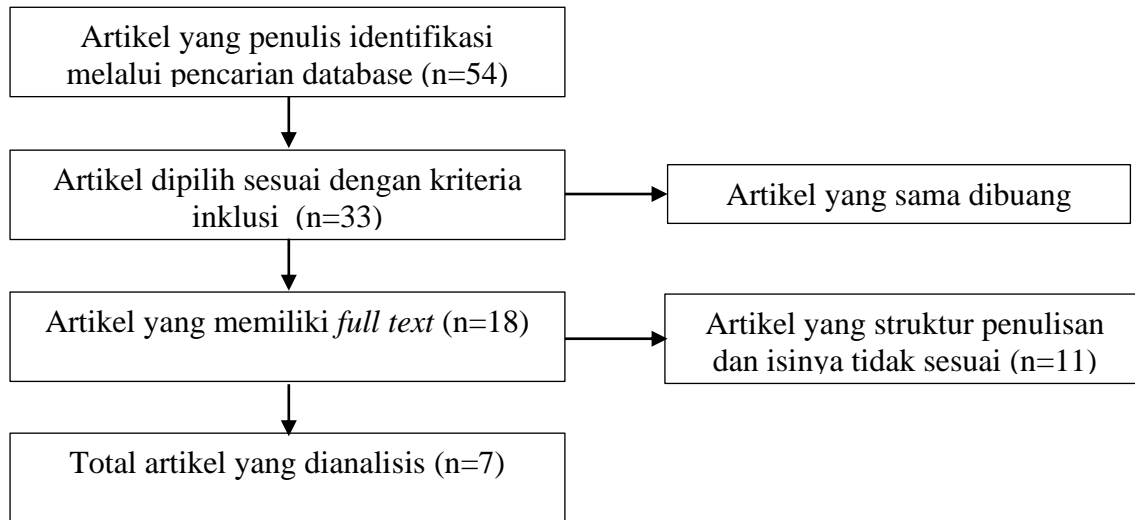 Artikel yang penulis identifikasi
melalui pencarian database (n=54)
Artikel dipilih sesuai dengan kriteria
inklusi  (n=33)
Artikel yang sama dibuang
Artikel yang memiliki full text (n=18)
Artikel yang struktur penulisan
dan isinya tidak sesuai (n=11)
Total artikel yang dianalisis (n=7)